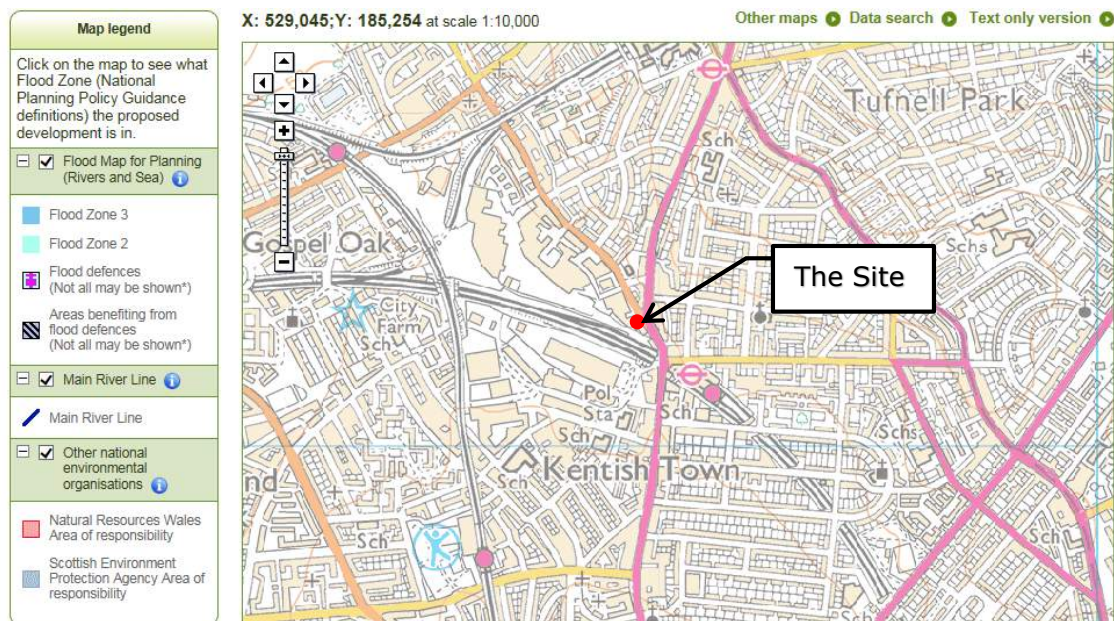 X: 529,045;Y: 185,254 at scale 1:10,000
Other maps Data search Text only version
Map legend
Click on the map to see what
Flood Zone (National
Planning Policy Guidance
definitions) the proposed
development is in.
Flood Map for Planning
(Rivers and Sea)
Flood Zone 3
Flood Zone 2
Flood defences
(Not all may be shown*)
Areas benefiting from
flood defences
(Not all may be shown*)
Main River Line
Main River Line
Other national
environmental
organisations
Natural Resources Wales
Area of responsibility
Scottish Environment
Protection Agency Area of
responsibility
Tufnell Park
Sch
Gospel Oak
Schs
The Site
City
Farm
Sch
Pol
Sta
Sch
Sch
Schs
Kentish Town
nd
Sch
Sch